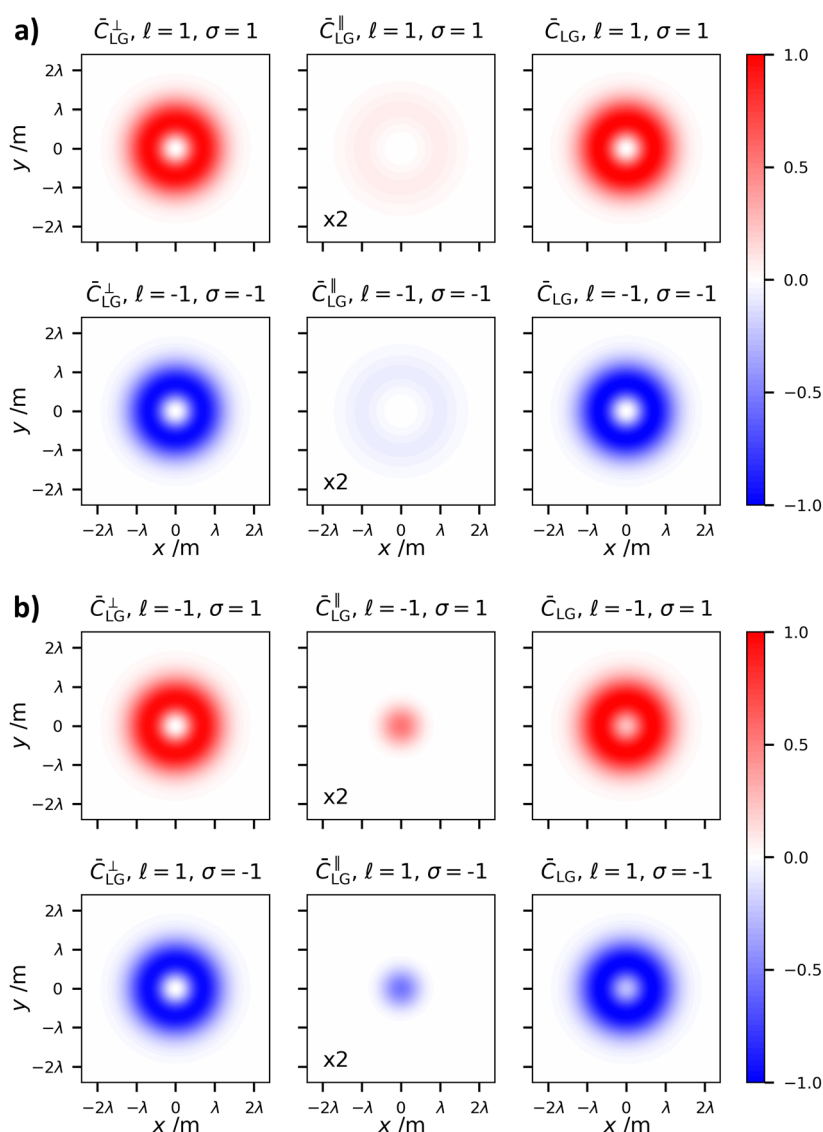 a)
C̄⊥LG, ℓ = 1, σ = 1
C̄∥LG, ℓ = 1, σ = 1
C̄LG, ℓ = 1, σ = 1
2λ
λ
0
−λ
−2λ
y /m
x2
1.0
0.5
0.0
−0.5
−1.0
C̄⊥LG, ℓ = -1, σ = -1
C̄∥LG, ℓ = -1, σ = -1
C̄LG, ℓ = -1, σ = -1
2λ
λ
0
−λ
−2λ
y /m
x2
−2λ −λ 0 λ 2λ
x /m
−2λ −λ 0 λ 2λ
x /m
−2λ −λ 0 λ 2λ
x /m
b)
C̄⊥LG, ℓ = -1, σ = 1
C̄∥LG, ℓ = -1, σ = 1
C̄LG, ℓ = -1, σ = 1
2λ
λ
0
−λ
−2λ
y /m
x2
1.0
0.5
0.0
−0.5
−1.0
C̄⊥LG, ℓ = 1, σ = -1
C̄∥LG, ℓ = 1, σ = -1
C̄LG, ℓ = 1, σ = -1
2λ
λ
0
−λ
−2λ
y /m
x2
−2λ −λ 0 λ 2λ
x /m
−2λ −λ 0 λ 2λ
x /m
−2λ −λ 0 λ 2λ
x /m